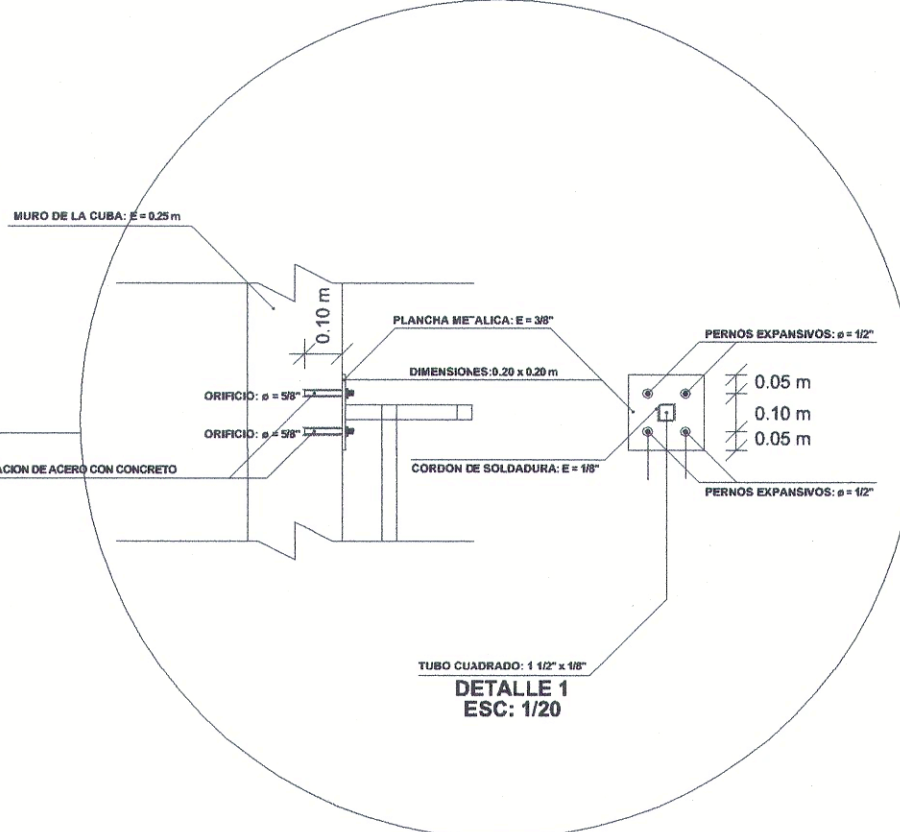 MURO DE LA CUBA: E = 0.25 m
0.10 m
PLANCHA METALICA: E = 3/8"
PERNOS EXPANSIVOS: ø = 1/2"
DIMENSIONES: 0.20 x 0.20 m
0.05 m
ORIFICIO: ø = 5/8"
0.10 m
ORIFICIO: ø = 5/8"
0.05 m
ACION DE ACERO CON CONCRETO
CORDON DE SOLDADURA: E = 1/8"
PERNOS EXPANSIVOS: ø = 1/2"
TUBO CUADRADO: 1 1/2" x 1/8"
DETALLE 1
ESC: 1/20